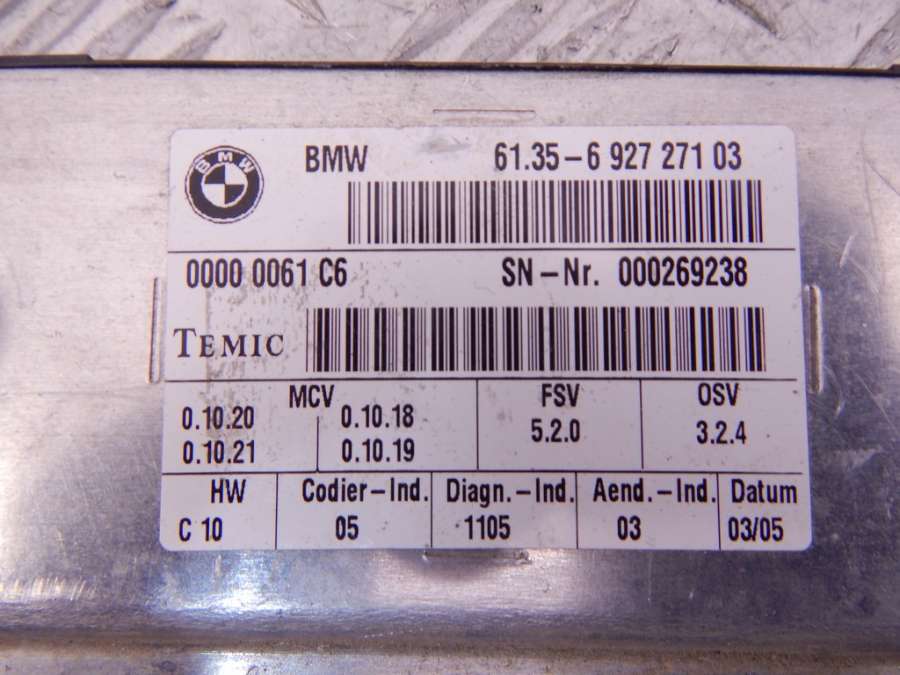 BMW
BMW 61.35-6 927 271 03
0000 0061 C6 SN-Nr. 000269238
TEMIC
MCV FSV OSV
0.10.20 0.10.18 5.2.0 3.2.4
0.10.21 0.10.19
HW Codier-Ind. Diagn.-Ind. Aend.-Ind. Datum
C 10 05 1105 03 03/05